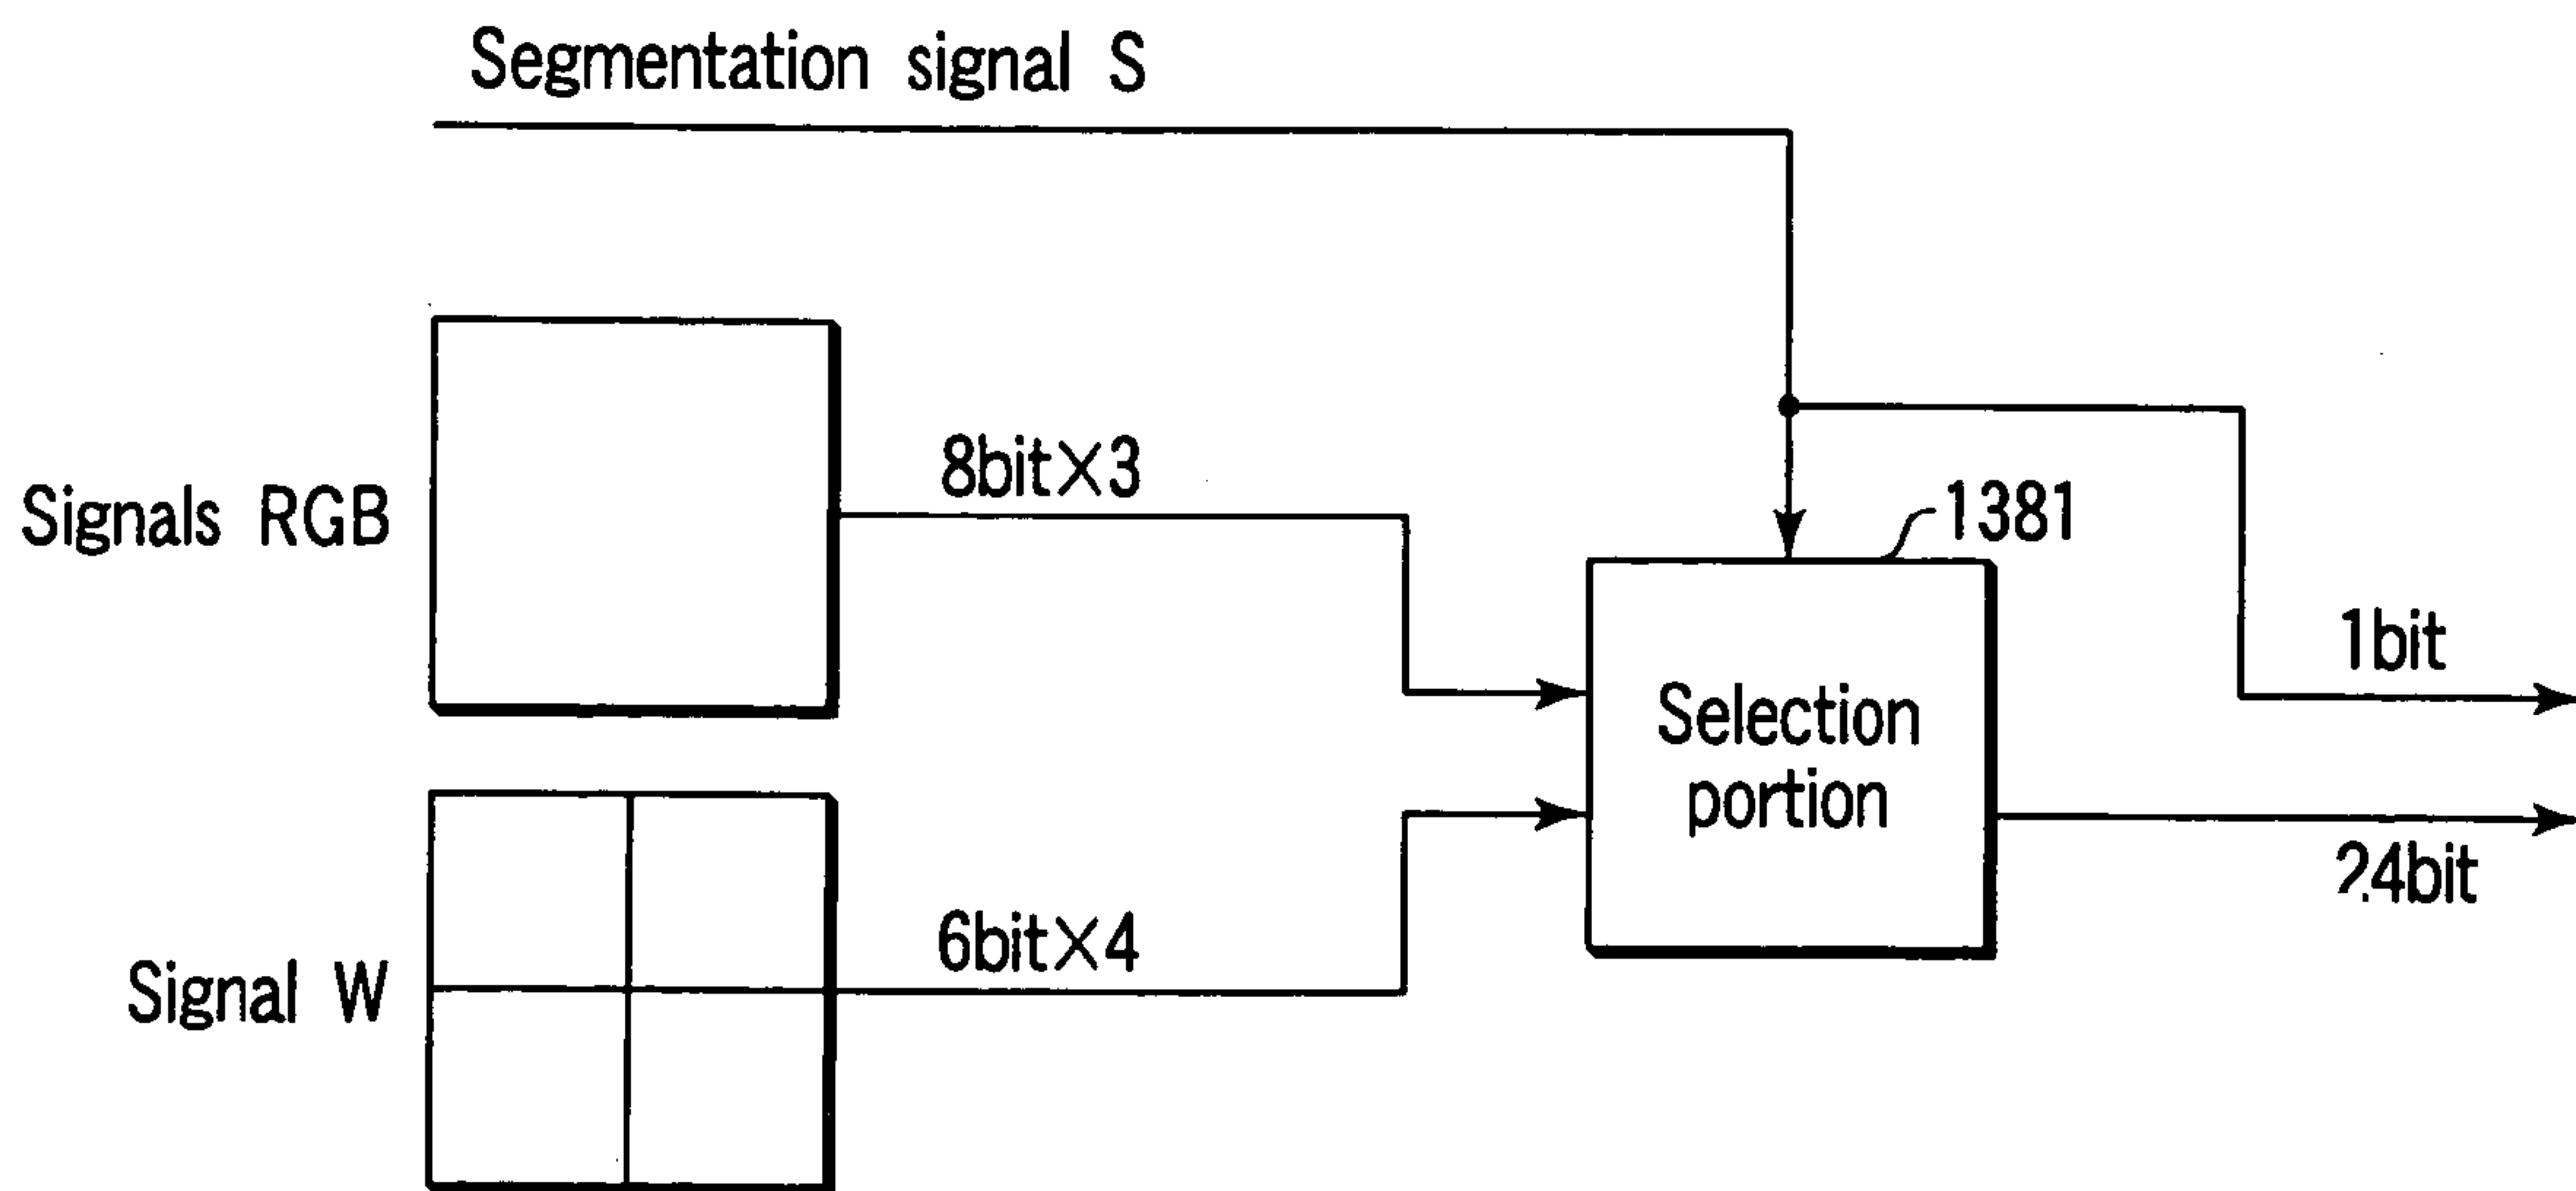 Segmentation signal S
Signals RGB
8bit×3
1381
1bit
Selection
portion
24bit
6bit×4
Signal W